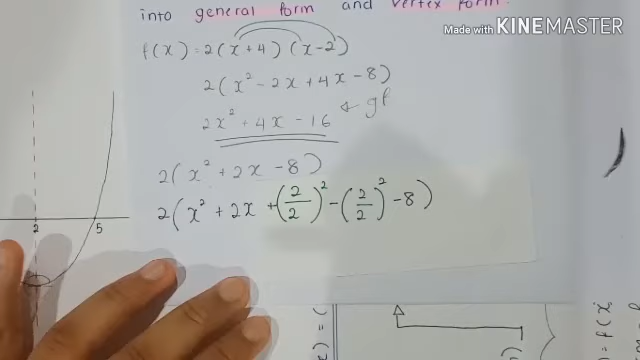 into general form and vertex form.
Made with KINEMASTER
f(x) = 2(x+4)(x-2)
2(x² - 2x + 4x - 8)
2x² + 4x - 16 ← gf
2(x² + 2x - 8)
2(x² + 2x + (2/2)² - (2/2)² - 8)
2 5